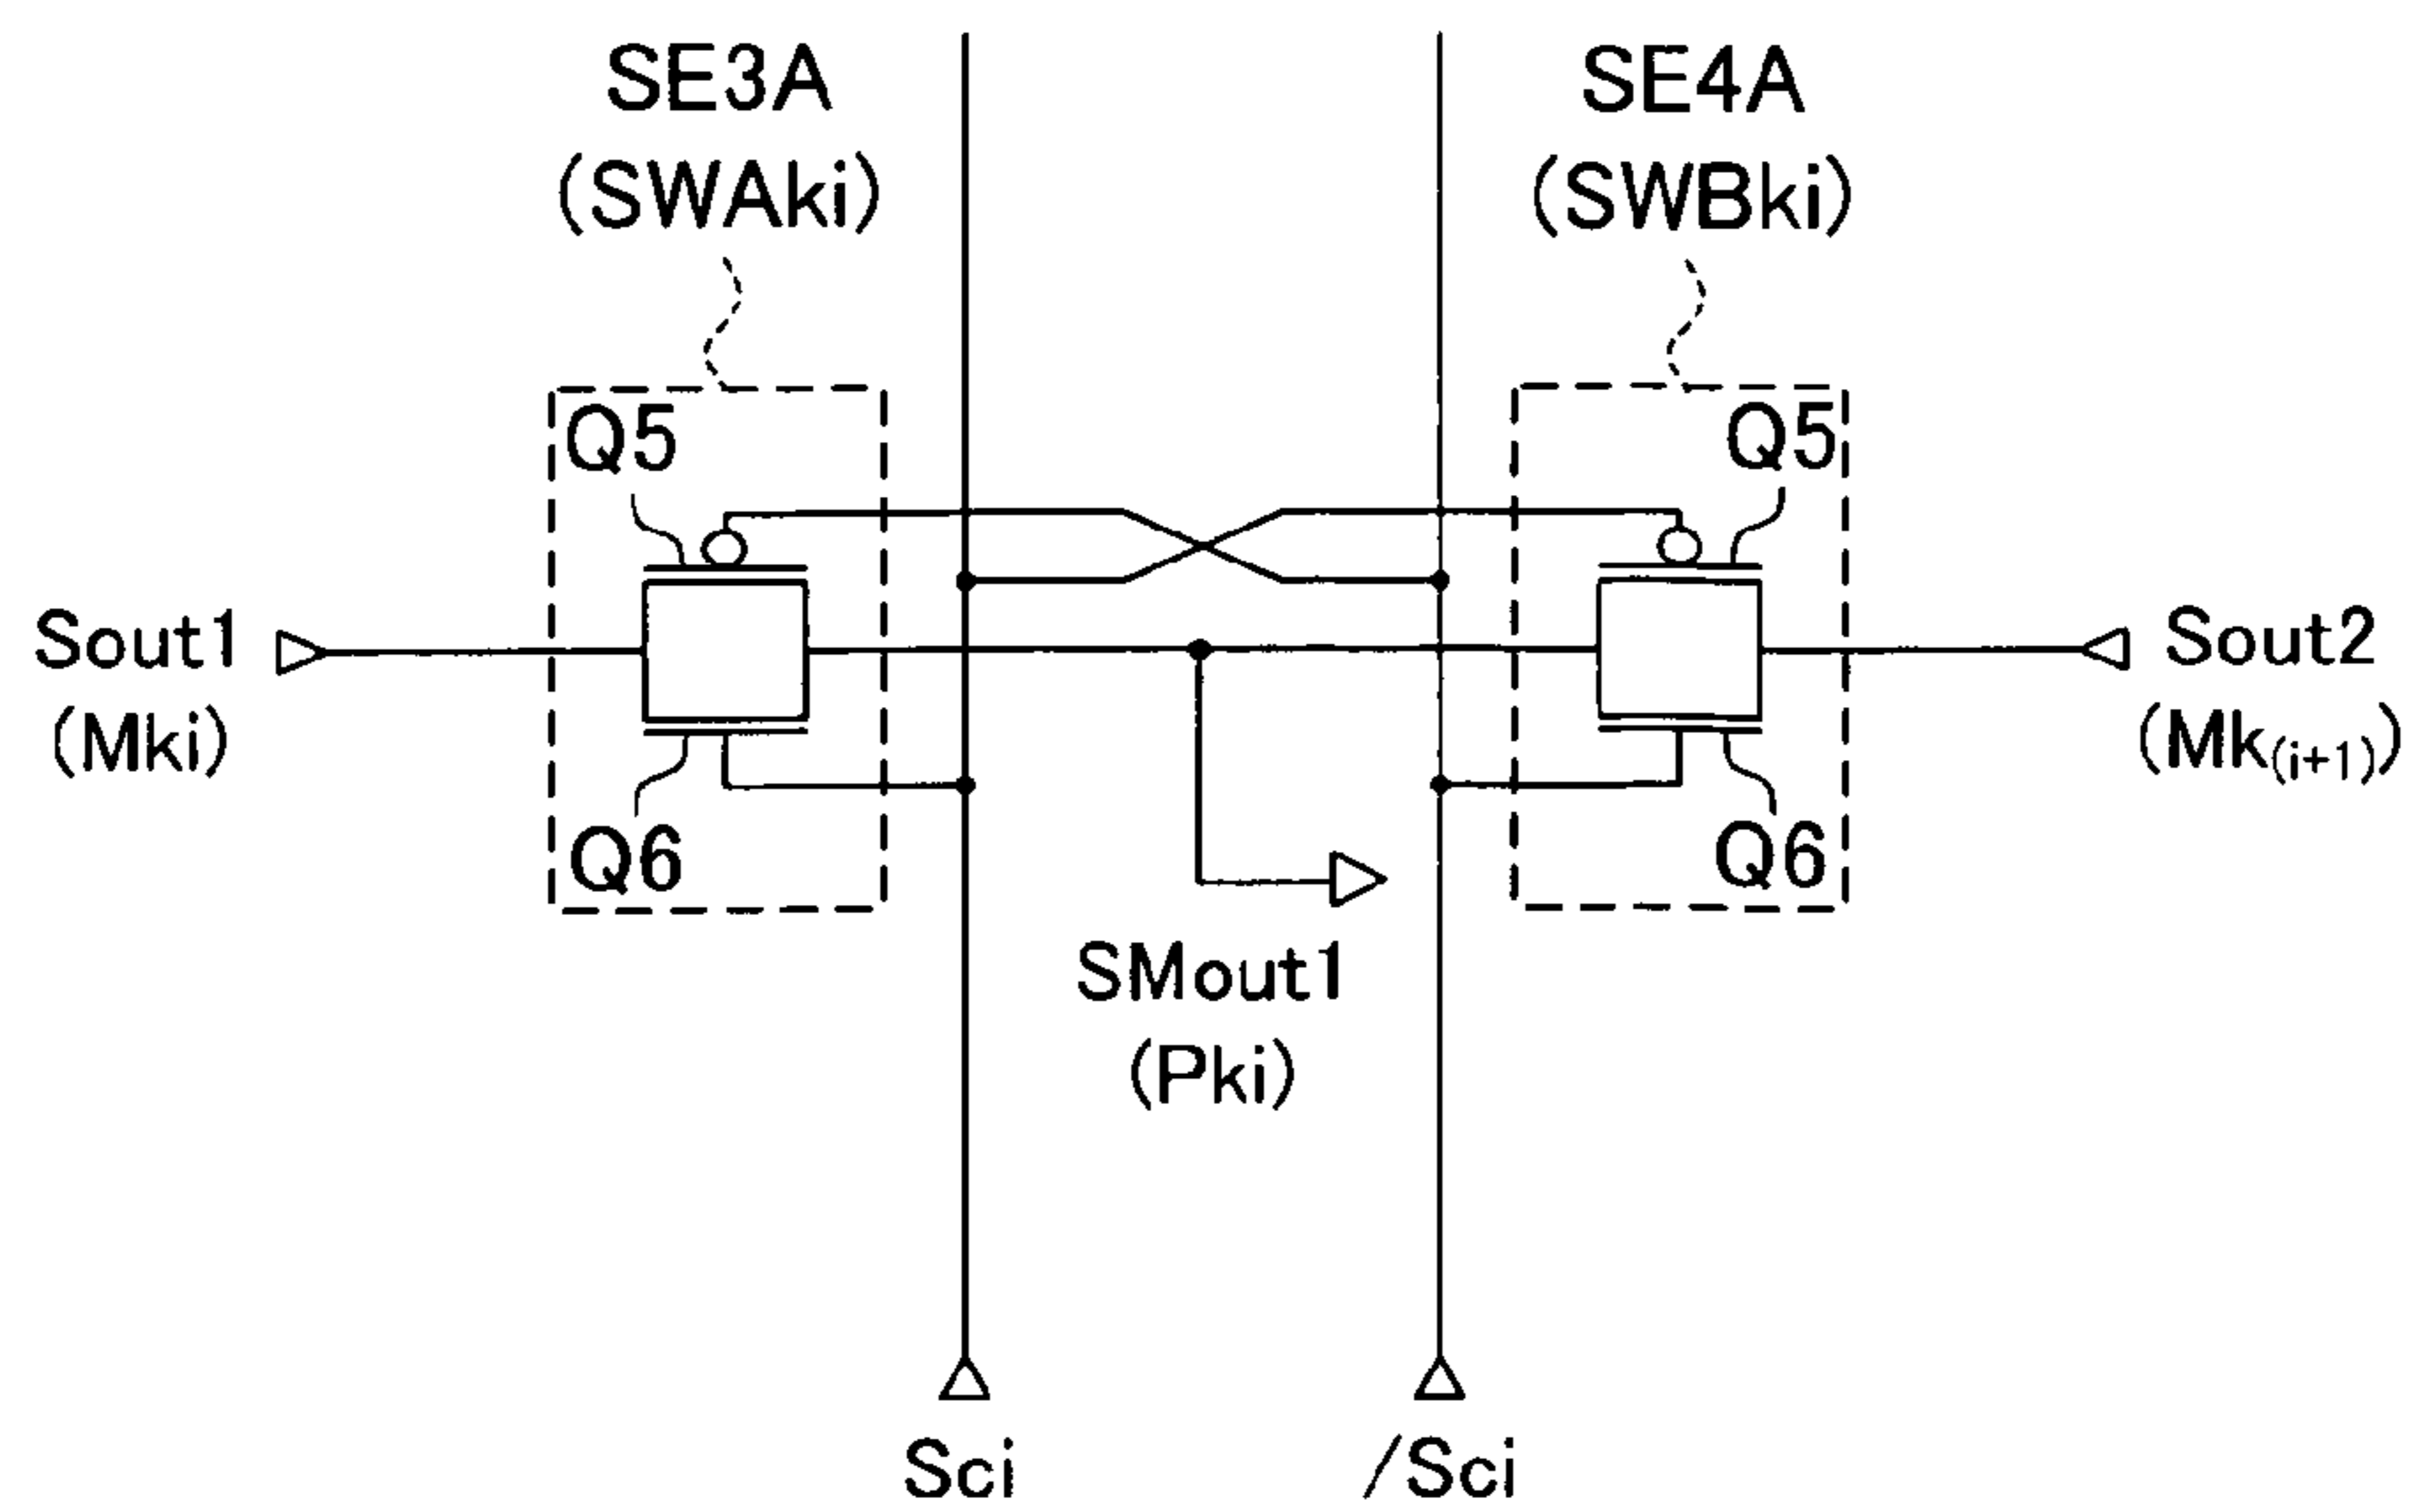 SE3A
(SWAki)
SE4A
(SWBki)
Q5
Q5
Sout1
(Mki)
Sout2
(Mk(i+1))
Q6
Q6
SMout1
(Pki)
Sci
/Sci